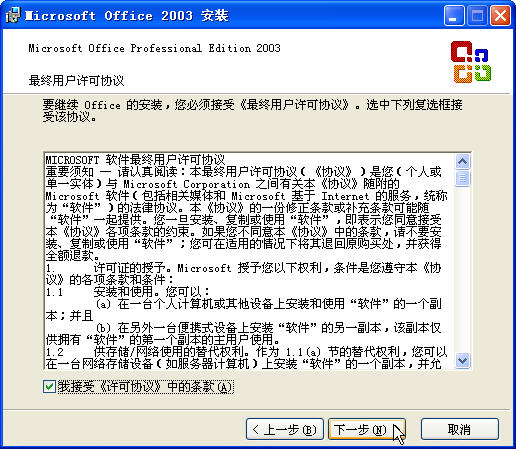 Microsoft Office 2003 安装
Microsoft Office Professional Edition 2003
最终用户许可协议
要继续 Office 的安装，您必须接受《最终用户许可协议》。选中下列复选框接
受该协议。
MICROSOFT 软件最终用户许可协议
重要须知 — 请认真阅读：本最终用户许可协议（《协议》）是您（个人或
单一实体）与 Microsoft Corporation 之间有关本《协议》随附的
Microsoft 软件（包括相关媒体和 Microsoft 基于 Internet 的服务，统称
为“软件”）的法律协议。本《协议》的一份修正条款或补充条款可能随
“软件”一起提供。您一旦安装、复制或使用“软件”，即表示您同意接受
本《协议》各项条款的约束。如果您不同意本《协议》中的条款，请不要安
装、复制或使用“软件”；您可在适用的情况下将其退回原购买处，并获得
全额退款。
1. 许可证的授予。Microsoft 授予您以下权利，条件是您遵守本《协
议》的各项条款和条件：
1.1 安装和使用。您可以：
(a) 在一台个人计算机或其他设备上安装和使用“软件”的一个副
本；并且
(b) 在另外一台便携式设备上安装“软件”的另一副本，该副本仅
供拥有“软件”的第一个副本的主用户使用。
1.2 供存储/网络使用的替代权利。作为 1.1(a) 节的替代权利，您可以
在一台网络存储设备（如服务器计算机）上安装“软件”的一个副本，并允
我接受《许可协议》中的条款(A)
< 上一步(B)
下一步(N) >
取消